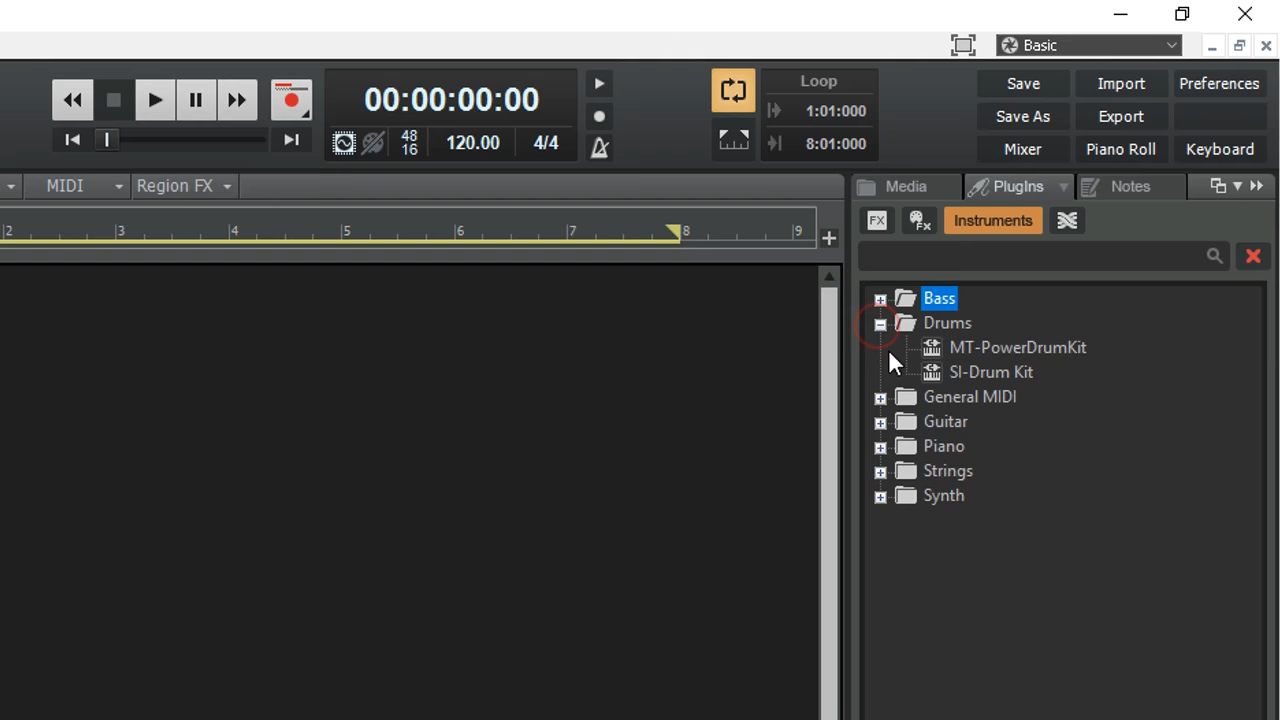 Basic
00:00:00:00
48
16
120.00
4/4
Loop
1:01:000
8:01:000
Save
Import
Preferences
Save As
Export
Mixer
Piano Roll
Keyboard
MIDI
Region FX
Media
PlugIns
Notes
2
3
4
5
6
7
8
9
FX
Fx
Instruments
Bass
Drums
MT-PowerDrumKit
SI-Drum Kit
General MIDI
Guitar
Piano
Strings
Synth